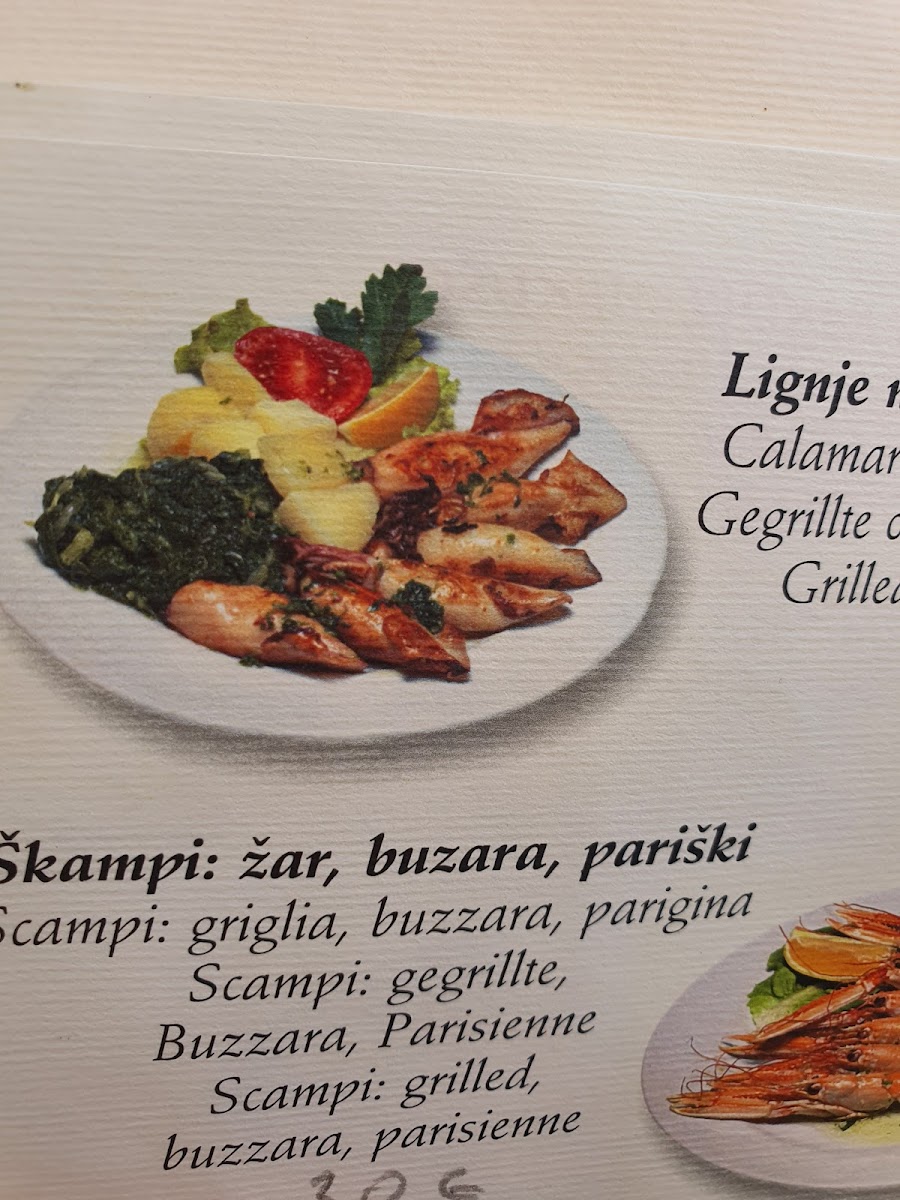 Lignje
Calamar
Gegrillte
Grilled
Škampi: žar, buzara, pariški
Scampi: griglia, buzzara, parigina
Scampi: gegrillte,
Buzzara, Parisienne
Scampi: grilled,
buzzara, parisienne